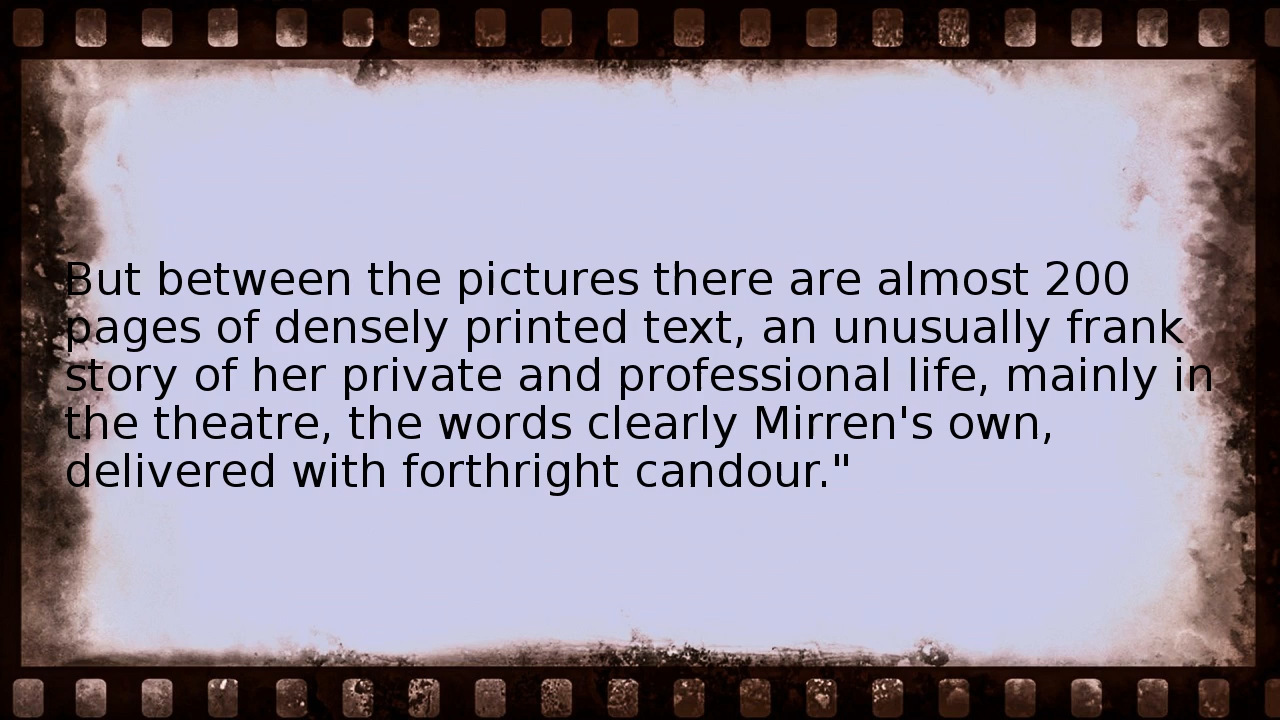 But between the pictures there are almost 200
pages of densely printed text, an unusually frank
story of her private and professional life, mainly in
the theatre, the words clearly Mirren's own,
delivered with forthright candour."